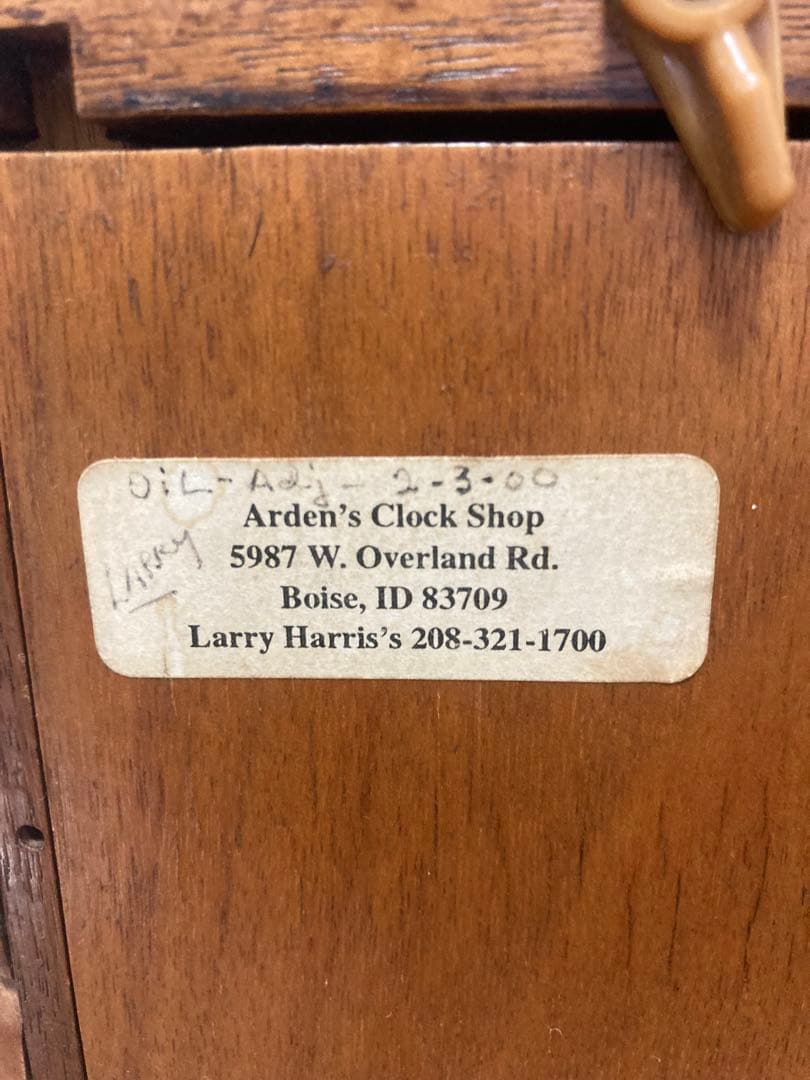 OiL - Adj - 2-3-00
Arden's Clock Shop
LARRY
5987 W. Overland Rd.
Boise, ID 83709
Larry Harris's 208-321-1700